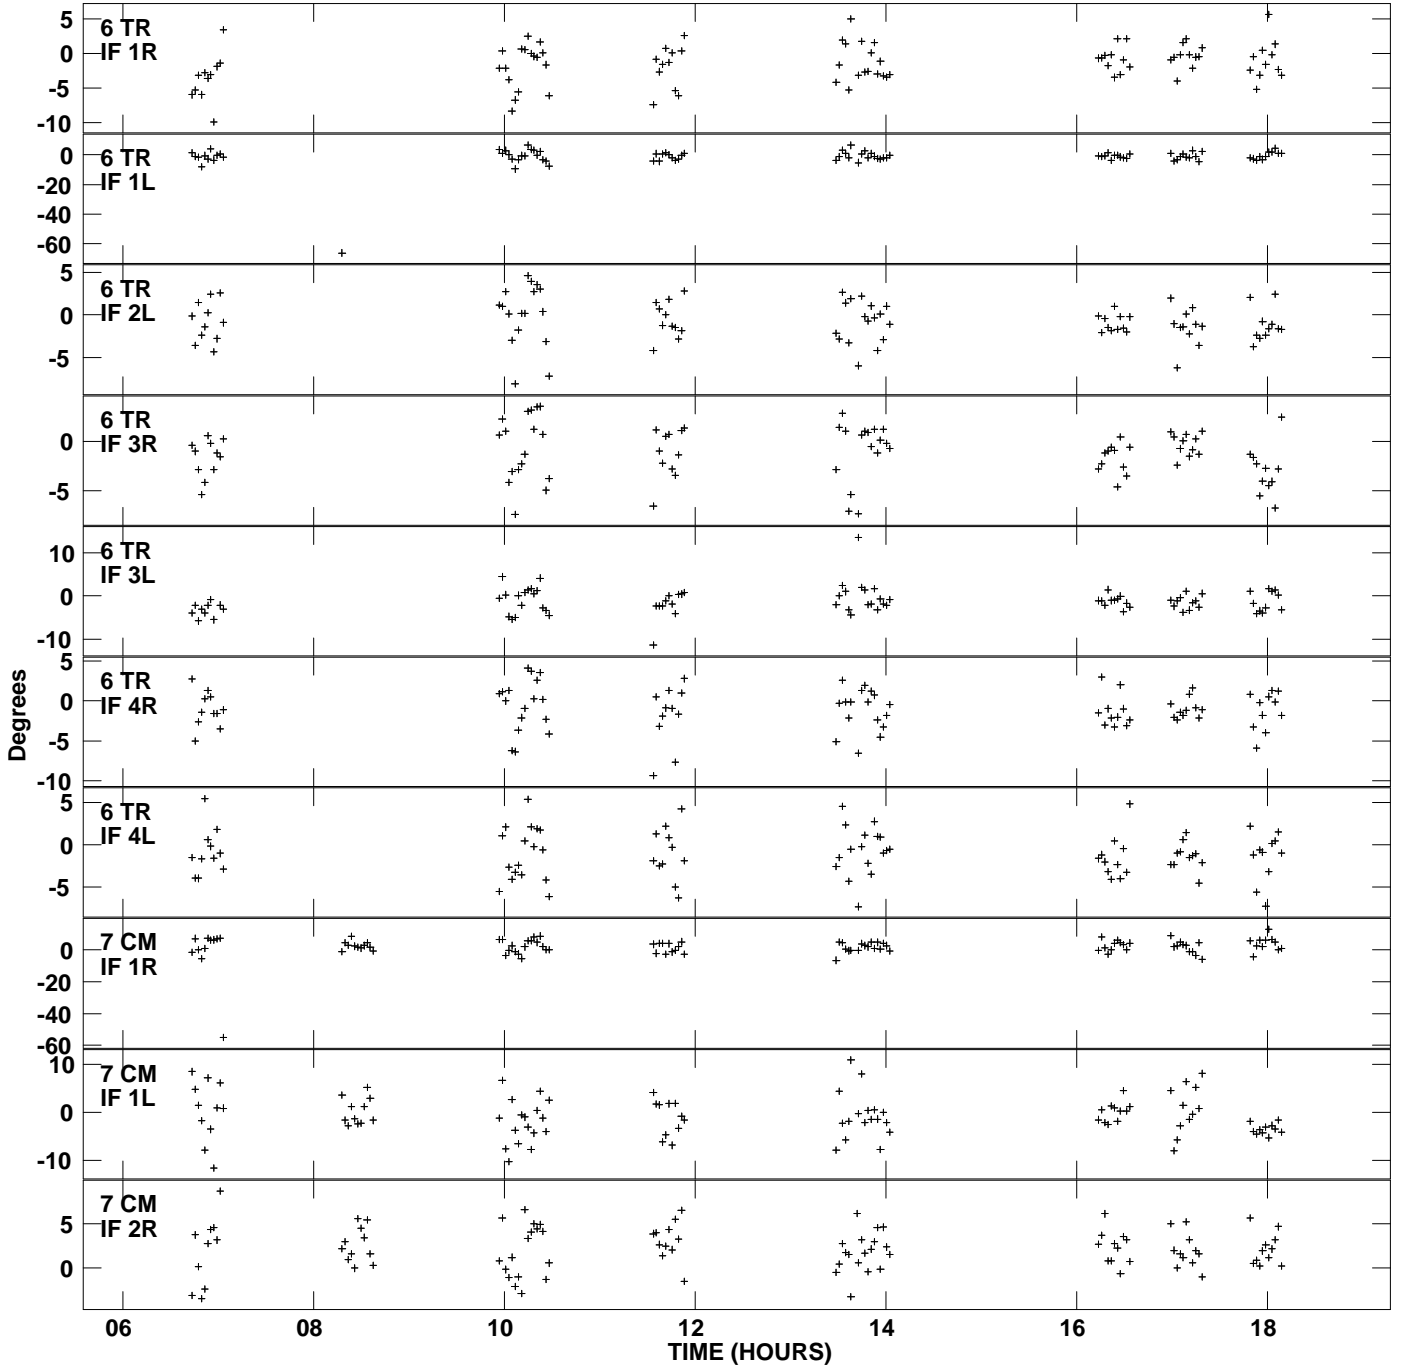 5
0
-5
-10
6 TR
IF 1R
0
-20
-40
-60
6 TR
IF 1L
5
0
-5
6 TR
IF 2L
0
-5
6 TR
IF 3R
10
0
-10
6 TR
IF 3L
5
0
-5
-10
6 TR
IF 4R
5
0
-5
6 TR
IF 4L
0
-20
-40
-60
7 CM
IF 1R
10
0
-10
7 CM
IF 1L
5
0
7 CM
IF 2R
Degrees
06 08 10 12 14 16 18
TIME (HOURS)